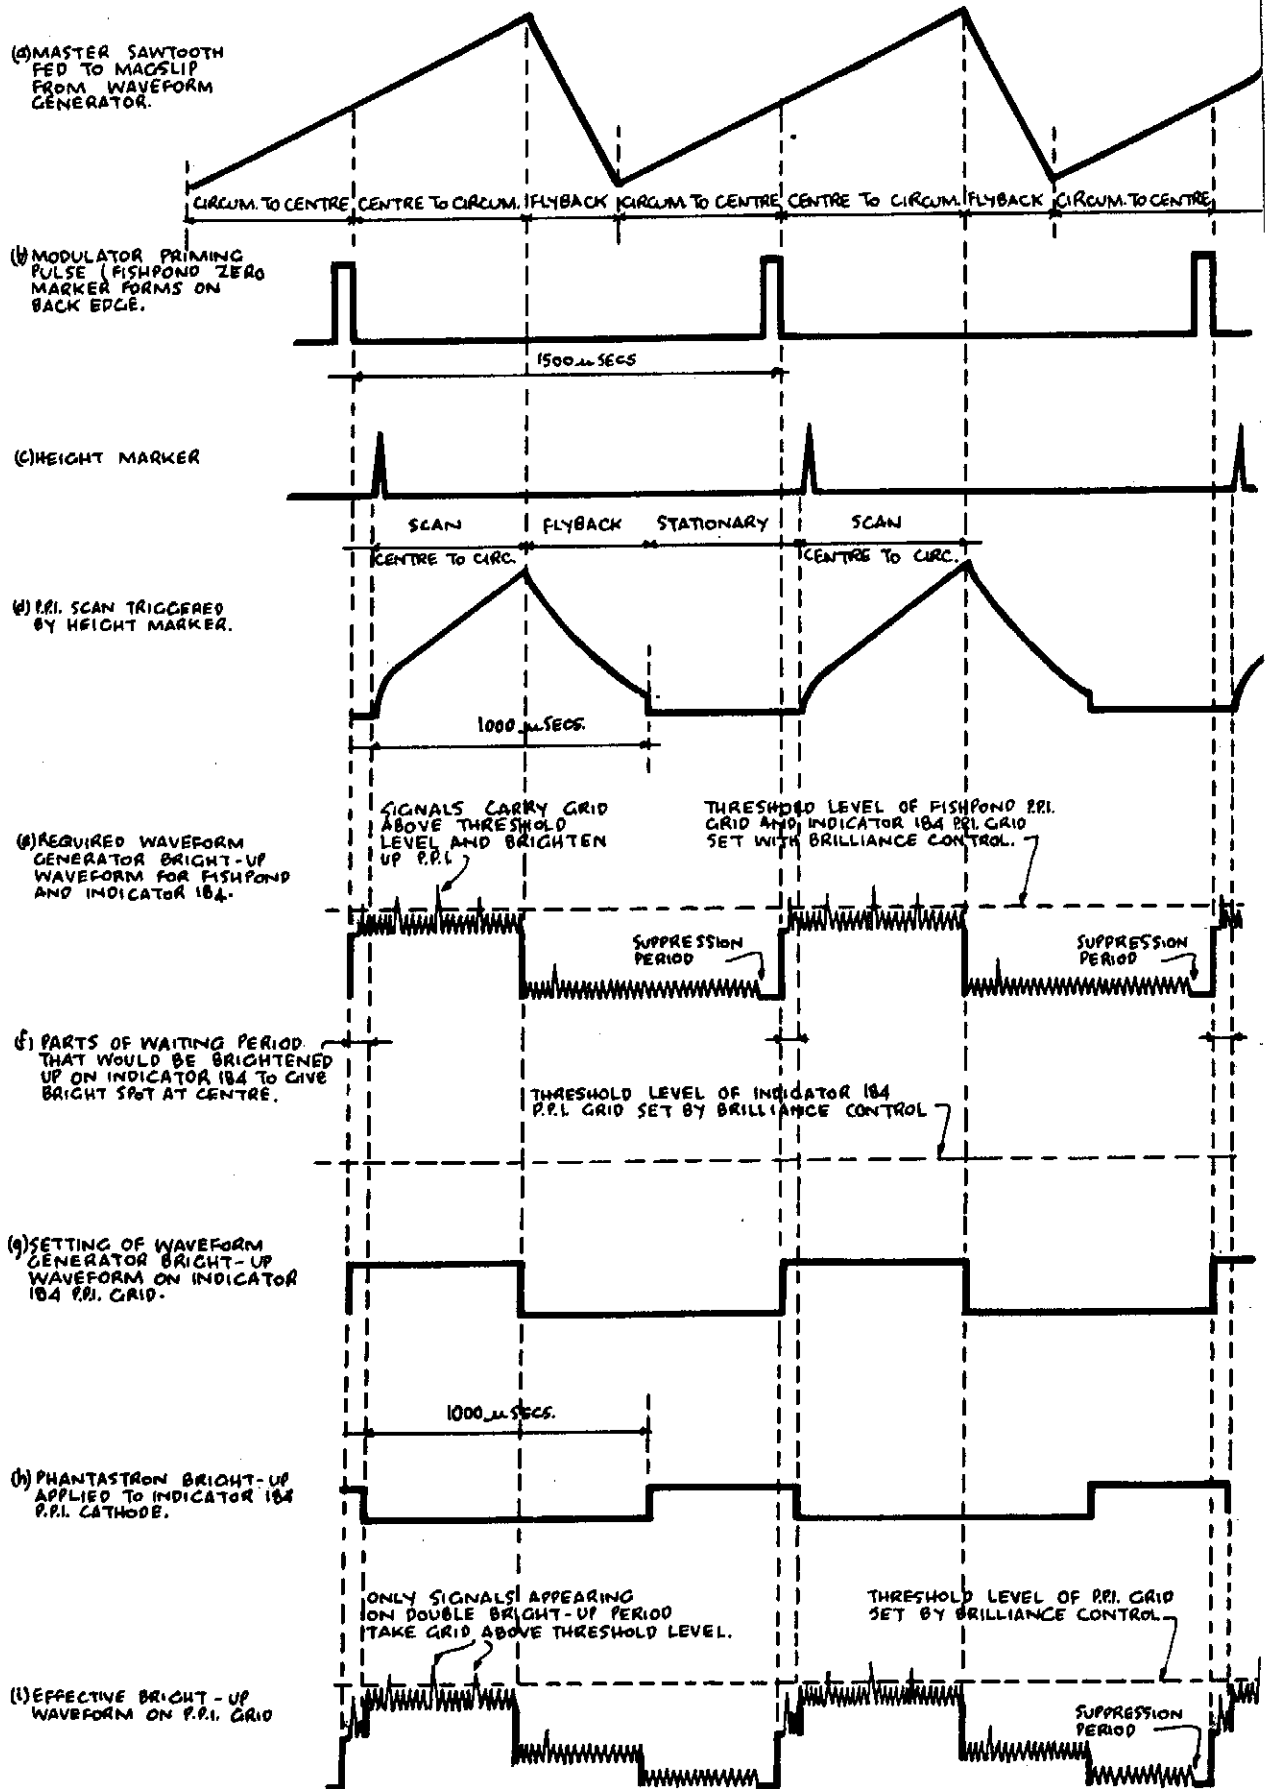 (a) MASTER SAWTOOTH
FED TO MAGSLIP
FROM WAVEFORM
GENERATOR.
CIRCUM. TO CENTRE CENTRE TO CIRCUM. FLYBACK CIRCUM. TO CENTRE CENTRE TO CIRCUM. FLYBACK CIRCUM. TO CENTRE
(b) MODULATOR PRIMING
PULSE (FISHPOND ZERO
MARKER FORMS ON
BACK EDGE.
1500 μ SECS
(c) HEIGHT MARKER
SCAN FLYBACK STATIONARY SCAN
CENTRE TO CIRC. CENTRE TO CIRC.
(d) P.P.I. SCAN TRIGGERED
BY HEIGHT MARKER.
1000 μ SECS.
SIGNALS CARRY GRID
ABOVE THRESHOLD
LEVEL AND BRIGHTEN
UP P.P.I.
THRESHOLD LEVEL OF FISHPOND P.P.I.
GRID AND INDICATOR 184 P.P.I. GRID
SET WITH BRILLIANCE CONTROL.
(e) REQUIRED WAVEFORM
GENERATOR BRIGHT-UP
WAVEFORM FOR FISHPOND
AND INDICATOR 184.
SUPPRESSION
PERIOD
SUPPRESSION
PERIOD
(f) PARTS OF WAITING PERIOD
THAT WOULD BE BRIGHTENED
UP ON INDICATOR 184 TO GIVE
BRIGHT SPOT AT CENTRE.
THRESHOLD LEVEL OF INDICATOR 184
P.P.I. GRID SET BY BRILLIANCE CONTROL
(g) SETTING OF WAVEFORM
GENERATOR BRIGHT-UP
WAVEFORM ON INDICATOR
184 P.P.I. GRID.
1000 μ SECS.
(h) PHANTASTRON BRIGHT-UP
APPLIED TO INDICATOR 184
P.P.I. CATHODE.
ONLY SIGNALS APPEARING
ON DOUBLE BRIGHT-UP PERIOD
TAKE GRID ABOVE THRESHOLD LEVEL.
THRESHOLD LEVEL OF P.P.I. GRID
SET BY BRILLIANCE CONTROL
(i) EFFECTIVE BRIGHT-UP
WAVEFORM ON P.P.I. GRID
SUPPRESSION
PERIOD